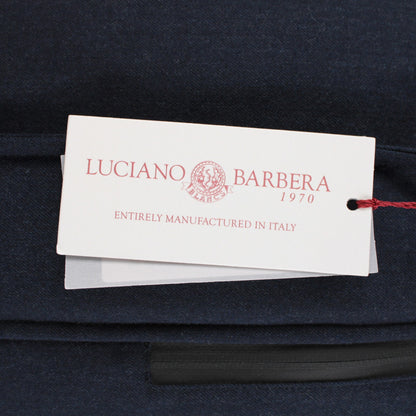 LUCIANO BARBERA
1970
ENTIRELY MANUFACTURED IN ITALY